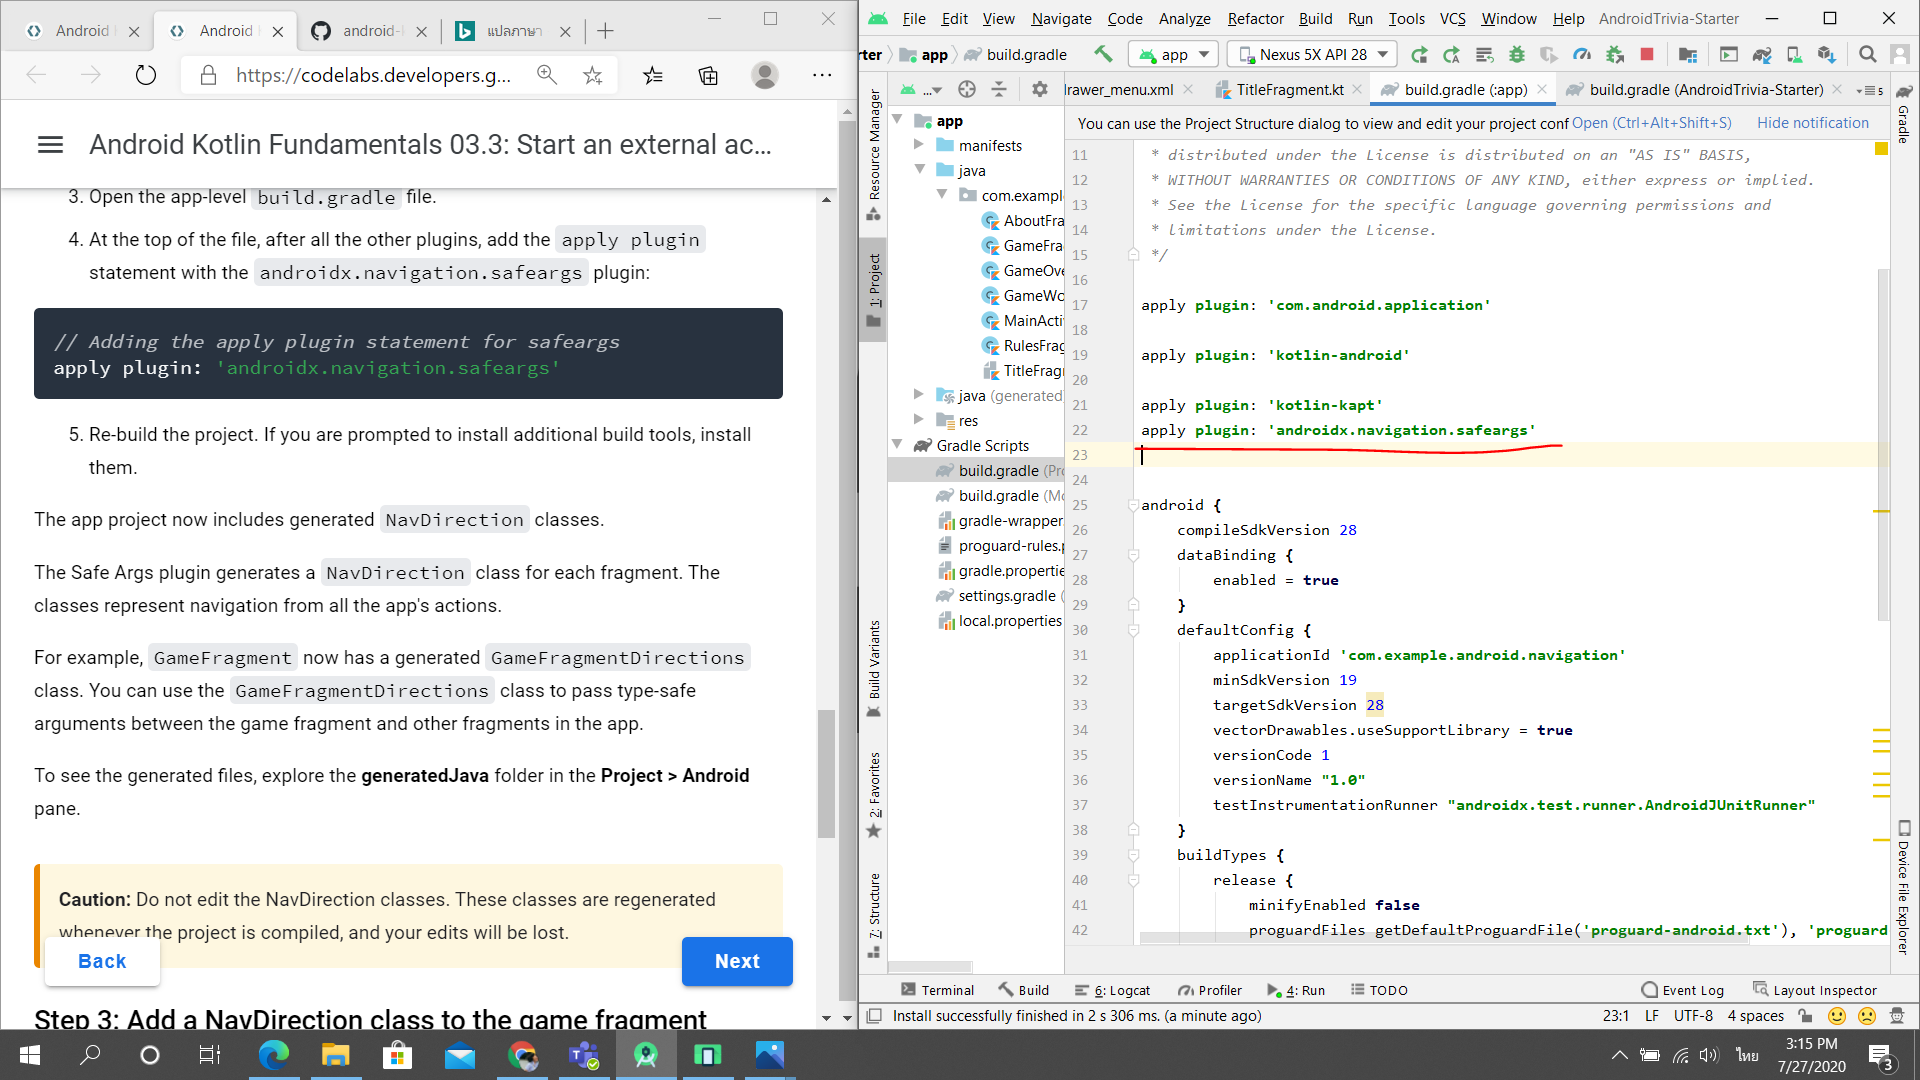 Android
Android
android-
แปลภาษา
https://codelabs.developers.g...
Android Kotlin Fundamentals 03.3: Start an external ac...
3. Open the app-level build.gradle file.
4. At the top of the file, after all the other plugins, add the apply plugin
statement with the androidx.navigation.safeargs plugin:
// Adding the apply plugin statement for safeargs
apply plugin: 'androidx.navigation.safeargs'
5. Re-build the project. If you are prompted to install additional build tools, install
them.
The app project now includes generated NavDirection classes.
The Safe Args plugin generates a NavDirection class for each fragment. The
classes represent navigation from all the app's actions.
For example, GameFragment now has a generated GameFragmentDirections
class. You can use the GameFragmentDirections class to pass type-safe
arguments between the game fragment and other fragments in the app.
To see the generated files, explore the generatedJava folder in the Project > Android
pane.
Caution: Do not edit the NavDirection classes. These classes are regenerated
whenever the project is compiled, and your edits will be lost.
Back
Next
Step 3: Add a NavDirection class to the game fragment
File Edit View Navigate Code Analyze Refactor Build Run Tools VCS Window Help AndroidTrivia-Starter
rter app build.gradle app Nexus 5X API 28
...
rawer_menu.xml TitleFragment.kt build.gradle (:app) build.gradle (AndroidTrivia-Starter) 5
You can use the Project Structure dialog to view and edit your project conf Open (Ctrl+Alt+Shift+S) Hide notification
Resource Manager
1: Project
Build Variants
2: Favorites
7: Structure
app
manifests
java
com.exampl
AboutFra
GameFra
GameOve
GameWo
MainActi
RulesFrag
TitleFragi
java (generated)
res
Gradle Scripts
build.gradle (Pro
build.gradle (Mo
gradle-wrapper.
proguard-rules.p
gradle.propertie
settings.gradle (
local.properties
11 * distributed under the License is distributed on an "AS IS" BASIS,
12 * WITHOUT WARRANTIES OR CONDITIONS OF ANY KIND, either express or implied.
13 * See the License for the specific language governing permissions and
14 * limitations under the License.
15 */
16
17 apply plugin: 'com.android.application'
18
19 apply plugin: 'kotlin-android'
20
21 apply plugin: 'kotlin-kapt'
22 apply plugin: 'androidx.navigation.safeargs'
23
24
25 android {
26 compileSdkVersion 28
27 dataBinding {
28 enabled = true
29 }
30 defaultConfig {
31 applicationId 'com.example.android.navigation'
32 minSdkVersion 19
33 targetSdkVersion 28
34 vectorDrawables.useSupportLibrary = true
35 versionCode 1
36 versionName "1.0"
37 testInstrumentationRunner "androidx.test.runner.AndroidJUnitRunner"
38 }
39 buildTypes {
40 release {
41 minifyEnabled false
42 proguardFiles getDefaultProguardFile('proguard-android.txt'), 'proguard
Gradle
Device File Explorer
Terminal Build 6: Logcat Profiler 4: Run TODO Event Log Layout Inspector
Install successfully finished in 2 s 306 ms. (a minute ago) 23:1 LF UTF-8 4 spaces
ไทย
3:15 PM
7/27/2020
3